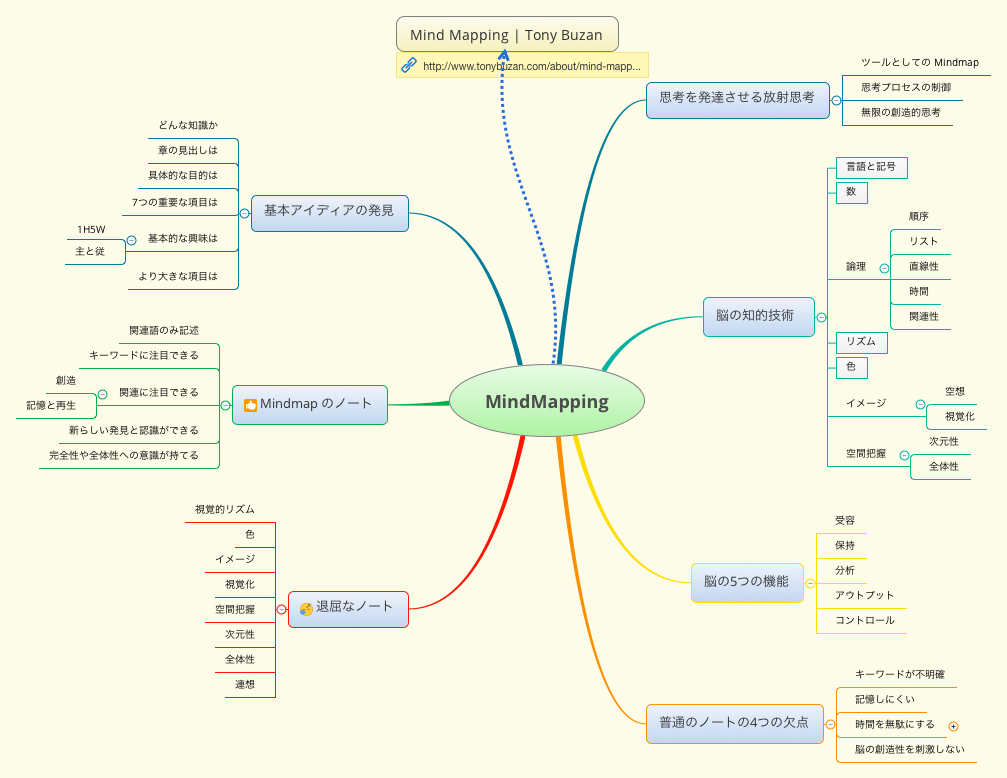 Mind Mapping | Tony Buzan
http://www.tonybuzan.com/about/mind-mapp...
MindMapping
思考を発達させる放射思考
ツールとしての Mindmap
思考プロセスの制御
無限の創造的思考
脳の知的技術
言語と記号
数
論理
順序
リスト
直線性
時間
関連性
リズム
色
イメージ
空想
視覚化
空間把握
次元性
全体性
脳の5つの機能
受容
保持
分析
アウトプット
コントロール
普通のノートの4つの欠点
キーワードが不明確
記憶しにくい
時間を無駄にする
脳の創造性を刺激しない
基本アイディアの発見
どんな知識か
章の見出しは
具体的な目的は
7つの重要な項目は
基本的な興味は
1H5W
主と従
より大きな項目は
Mindmap のノート
関連語のみ記述
キーワードに注目できる
関連に注目できる
創造
記憶と再生
新らしい発見と認識ができる
完全性や全体性への意識が持てる
退屈なノート
視覚的リズム
色
イメージ
視覚化
空間把握
次元性
全体性
連想